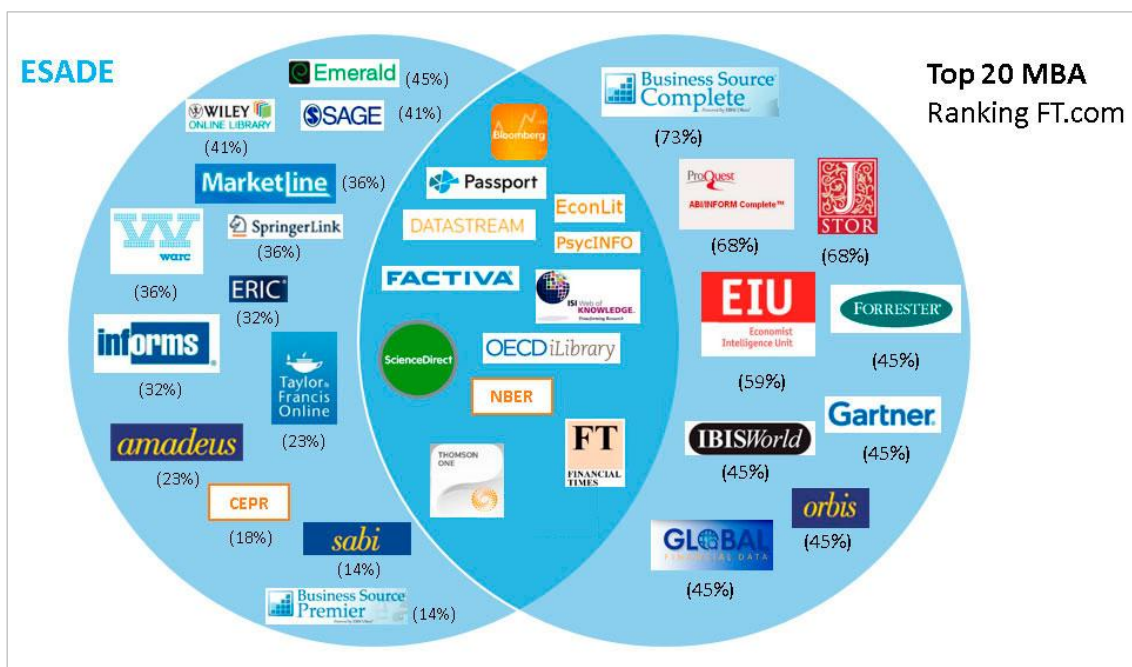 ESADE
Emerald (45%)
WILEY
ONLINE LIBRARY
(41%)
SAGE (41%)
MarketLine (36%)
warc
(36%)
SpringerLink
(36%)
ERIC
(32%)
informs®
(32%)
Taylor &
Francis
Online
(23%)
amadeus
(23%)
CEPR
(18%)
sabi
(14%)
Business Source
Premier
(14%)
Bloomberg
Passport
DATASTREAM
EconLit
PsycINFO
FACTIVA®
ISI Web of
KNOWLEDGE.
Transforming Research
ScienceDirect
OECD iLibrary
NBER
THOMSON
ONE
FT
FINANCIAL
TIMES
Top 20 MBA
Ranking FT.com
Business Source®
Complete
(73%)
ProQuest
ABI/INFORM Complete™
(68%)
JSTOR
(68%)
EIU
Economist
Intelligence Unit
(59%)
FORRESTER®
(45%)
IBISWorld
(45%)
Gartner®
(45%)
orbis
(45%)
GLOBAL
FINANCIAL DATA
(45%)